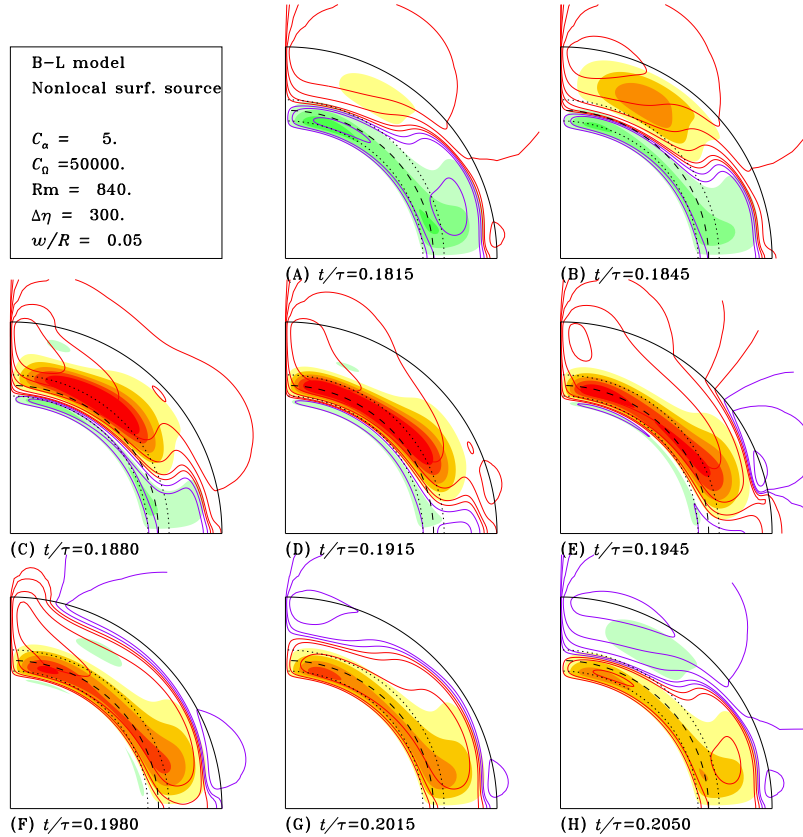 B-L model
Nonlocal surf. source
C_α = 5.
C_Ω =50000.
Rm = 840.
Δη = 300.
w/R = 0.05
(A) t/τ=0.1815
(B) t/τ=0.1845
(C) t/τ=0.1880
(D) t/τ=0.1915
(E) t/τ=0.1945
(F) t/τ=0.1980
(G) t/τ=0.2015
(H) t/τ=0.2050